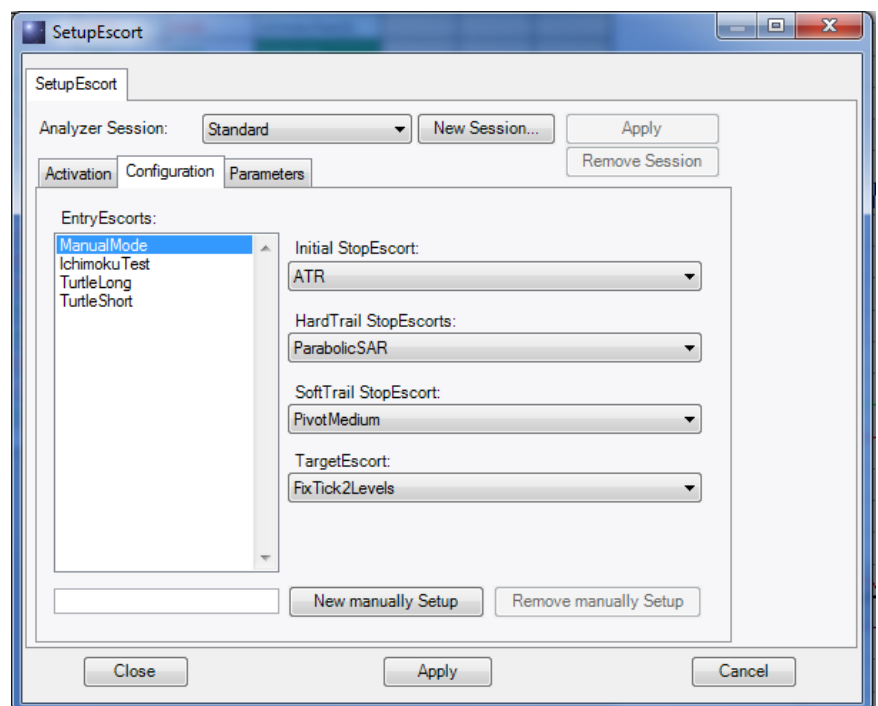 SetupEscort
SetupEscort
Analyzer Session: Standard New Session... Apply
Remove Session
Activation Configuration Parameters
EntryEscorts:
ManualMode
IchimokuTest
TurtleLong
TurtleShort
Initial StopEscort:
ATR
HardTrail StopEscorts:
ParabolicSAR
SoftTrail StopEscort:
PivotMedium
TargetEscort:
FixTick2Levels
New manually Setup Remove manually Setup
Close Apply Cancel